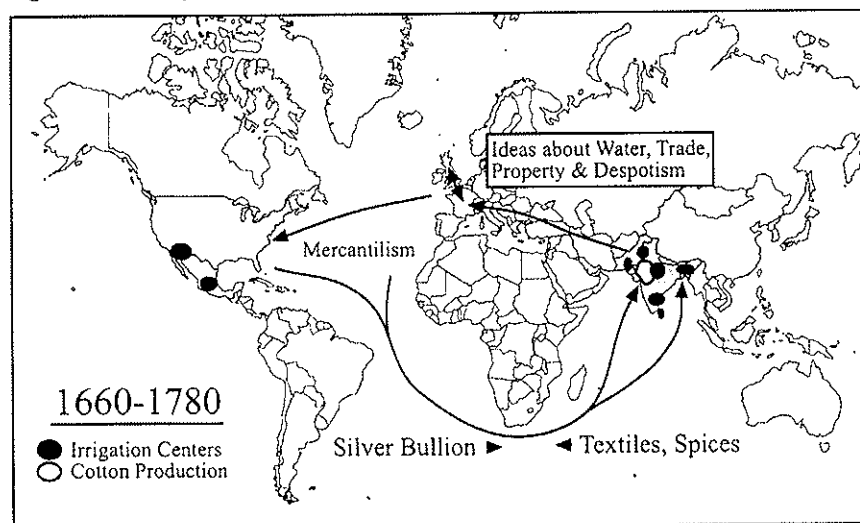 Ideas about Water, Trade,
Property & Despotism
Mercantilism
1660-1780
Irrigation Centers
Cotton Production
Silver Bullion
Textiles, Spices